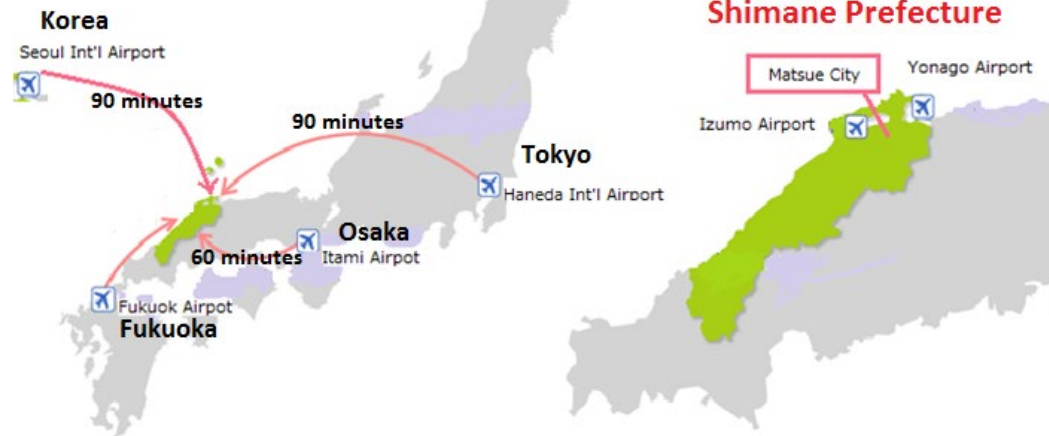 Korea
Seoul Int'l Airport
90 minutes
90 minutes
Tokyo
Haneda Int'l Airport
Osaka
Itami Airpot
60 minutes
Fukuok Airpot
Fukuoka
Shimane Prefecture
Matsue City
Yonago Airport
Izumo Airport